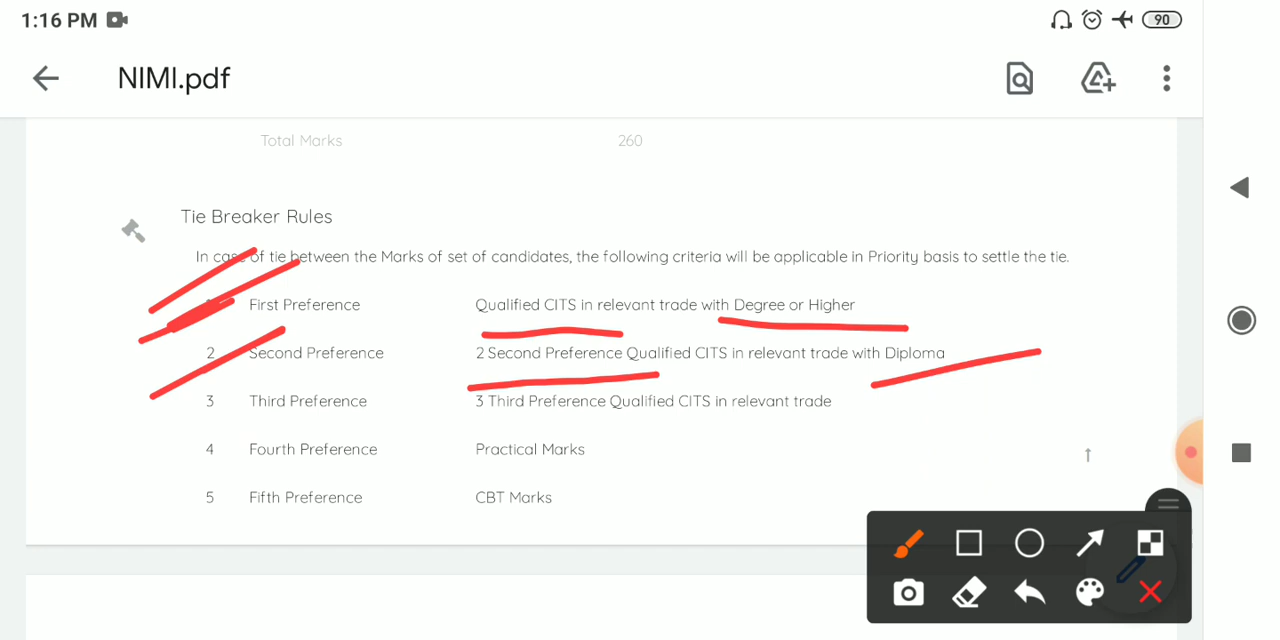 1:16 PM
90
NIMI.pdf
Total Marks 260
Tie Breaker Rules
In case of tie between the Marks of set of candidates, the following criteria will be applicable in Priority basis to settle the tie.
First Preference Qualified CITS in relevant trade with Degree or Higher
2 Second Preference 2 Second Preference Qualified CITS in relevant trade with Diploma
3 Third Preference 3 Third Preference Qualified CITS in relevant trade
4 Fourth Preference Practical Marks
5 Fifth Preference CBT Marks